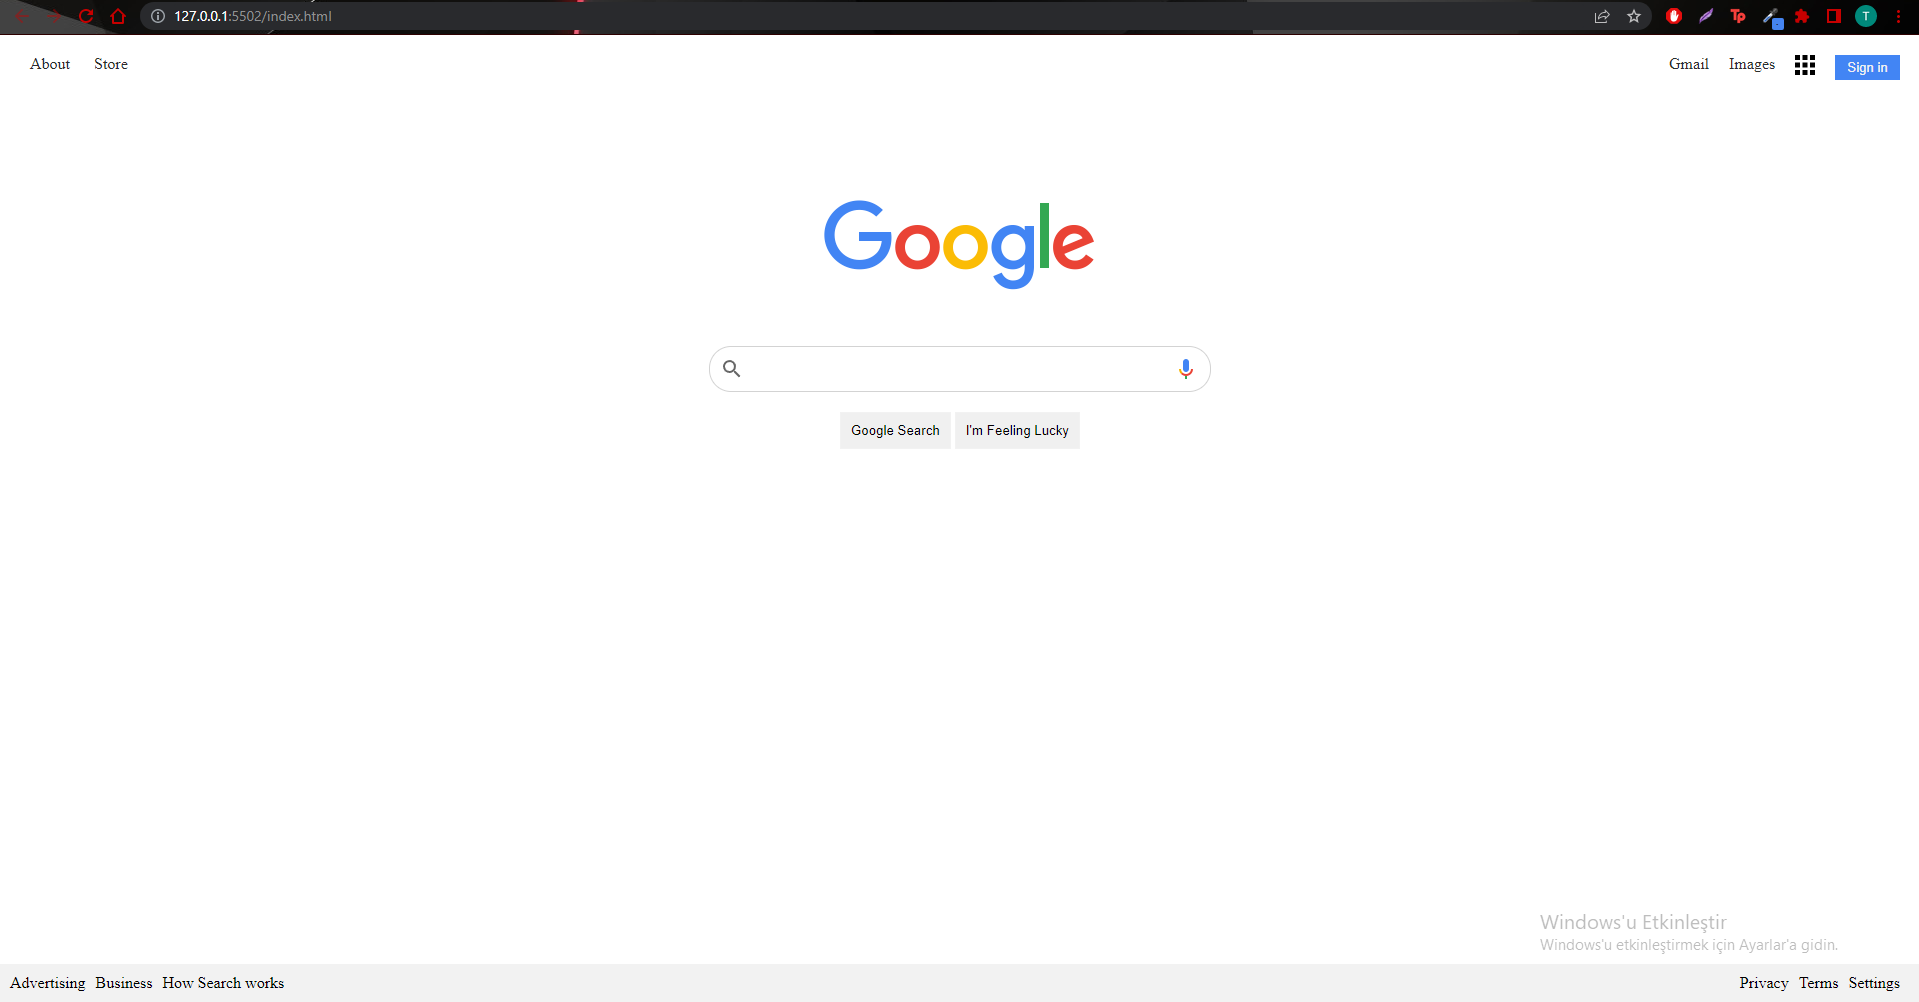 127.0.0.1:5502/index.html
Tp
T
About Store
Gmail Images Sign in
Google
Google Search I'm Feeling Lucky
Windows'u Etkinleştir
Windows'u etkinleştirmek için Ayarlar'a gidin.
Advertising Business How Search works
Privacy Terms Settings